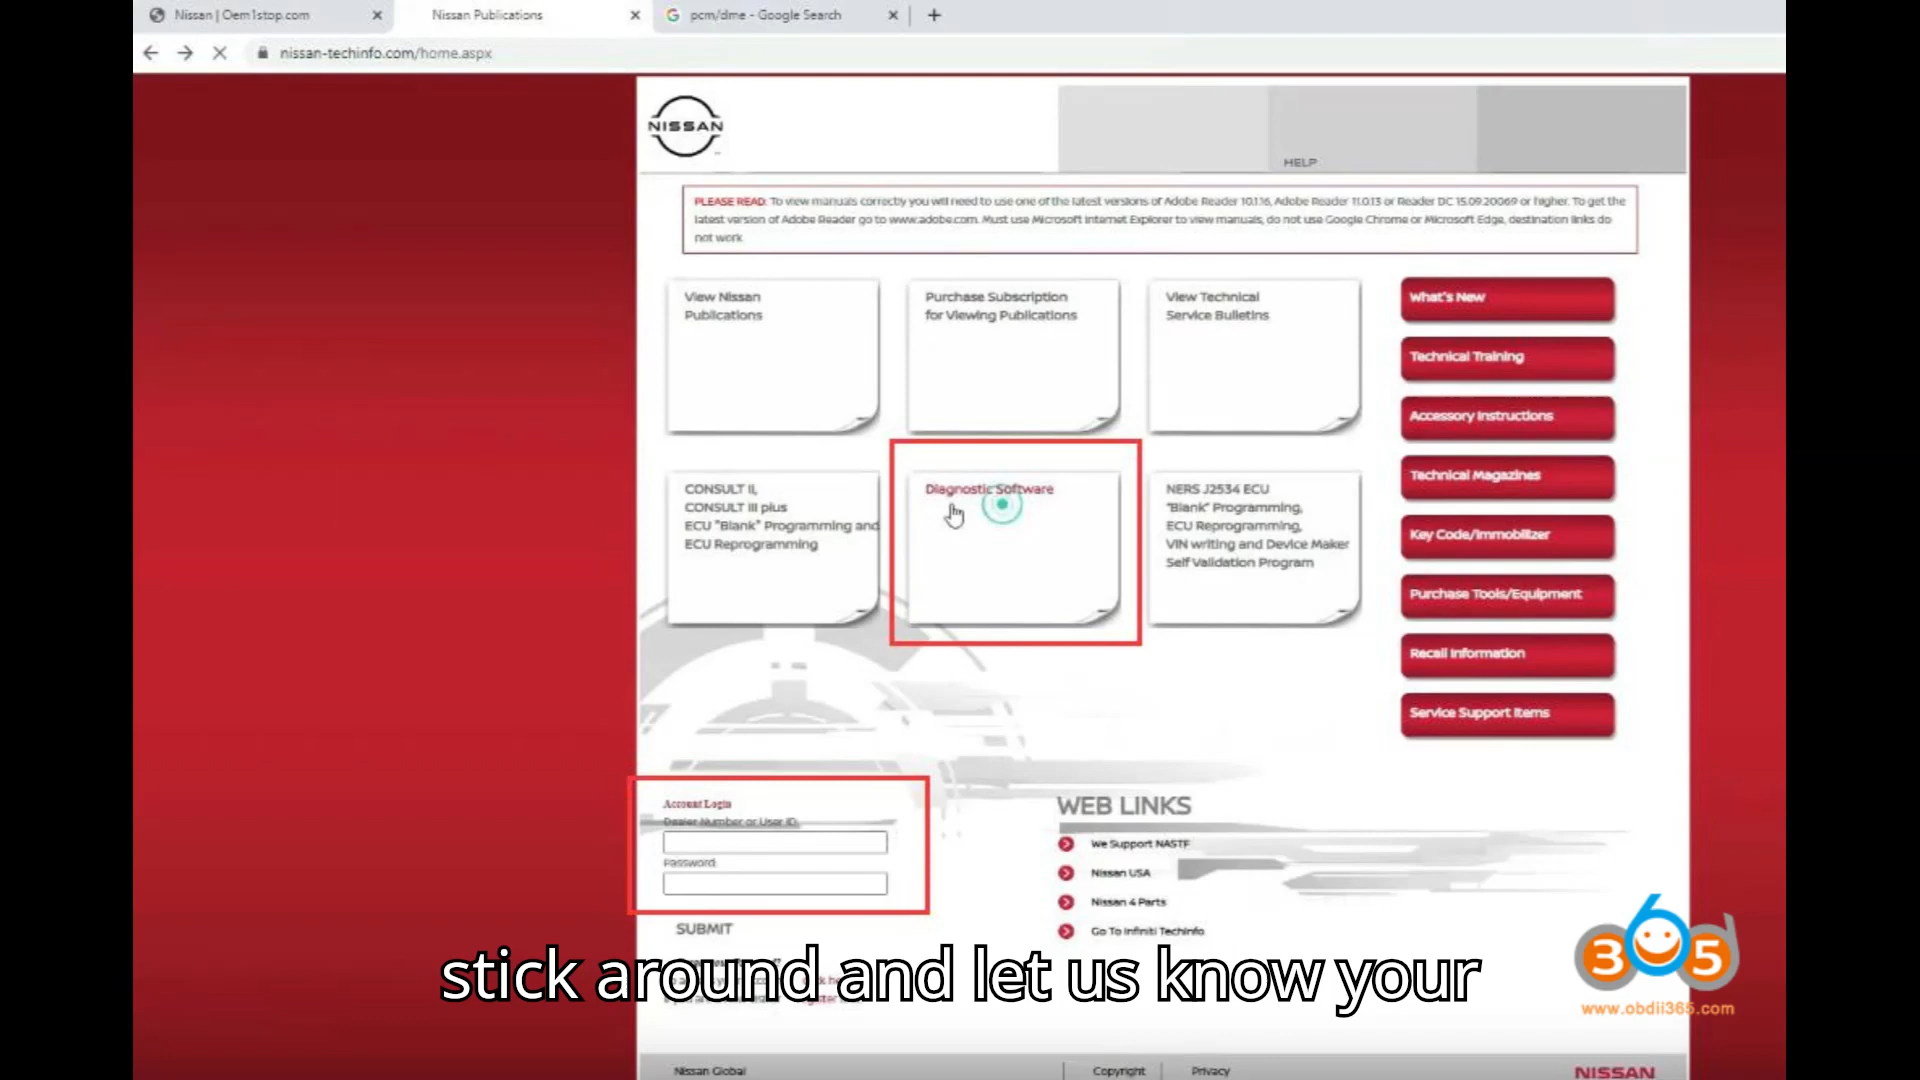 Nissan | Oem1stop.com
Nissan Publications
pcm/dme - Google Search
nissan-techinfo.com/home.aspx
NISSAN
HELP
PLEASE READ: To view manuals correctly you will need to use one of the latest versions of Adobe Reader 10.1.16, Adobe Reader 11.0.13 or Reader DC 15.09.20069 or higher. To get the
latest version of Adobe Reader go to www.adobe.com. Must use Microsoft Internet Explorer to view manuals, do not use Google Chrome or Microsoft Edge, destination links do
not work
View Nissan
Publications
Purchase Subscription
for Viewing Publications
View Technical
Service Bulletins
What's New
Technical Training
Accessory Instructions
Technical Magazines
Key Code/Immobilizer
Purchase Tools/Equipment
Recall Information
Service Support Items
CONSULT II,
CONSULT III plus
ECU "Blank" Programming and
ECU Reprogramming
Diagnostic Software
NERS J2534 ECU
"Blank" Programming,
ECU Reprogramming,
VIN writing and Device Maker
Self Validation Program
Account Login
Dealer Number or User ID:
Password:
SUBMIT
WEB LINKS
We Support NASTF
Nissan USA
Nissan 4 Parts
Go To Infiniti TechInfo
stick around and let us know your
365
www.obdii365.com
Nissan Global
Copyright
Privacy
NISSAN